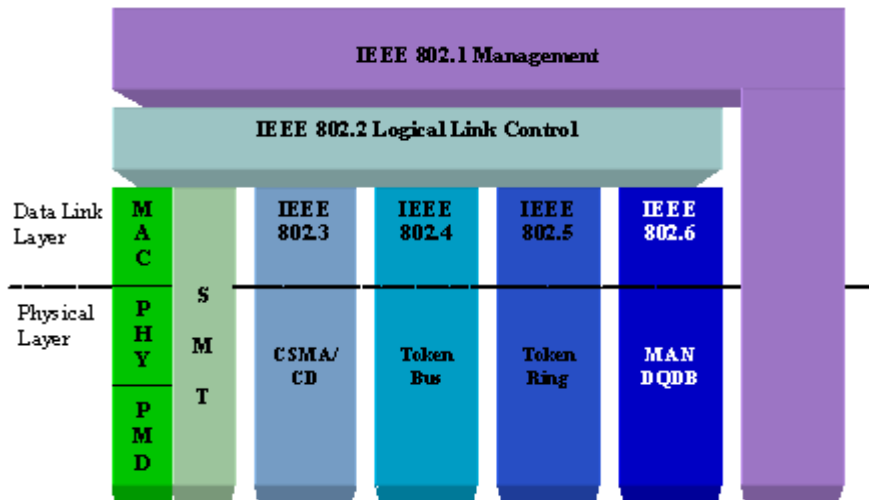 IEEE 802.1 Management
IEEE 802.2 Logical Link Control
Data Link
Layer
Physical
Layer
M
A
C
P
H
Y
P
M
D
S
M
T
IEEE
802.3
CSMA/
CD
IEEE
802.4
Token
Bus
IEEE
802.5
Token
Ring
IEEE
802.6
MAN
DQDB